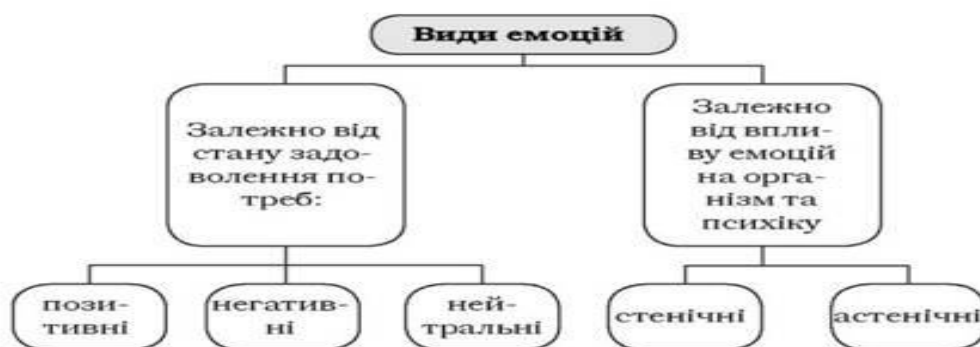 Види емоцій
Залежно від
стану задо-
волення по-
треб:
Залежно
від впли-
ву емоцій
на орга-
нізм та
психіку
пози-
тивні
негатив-
ні
ней-
тральні
стенічні
астенічні